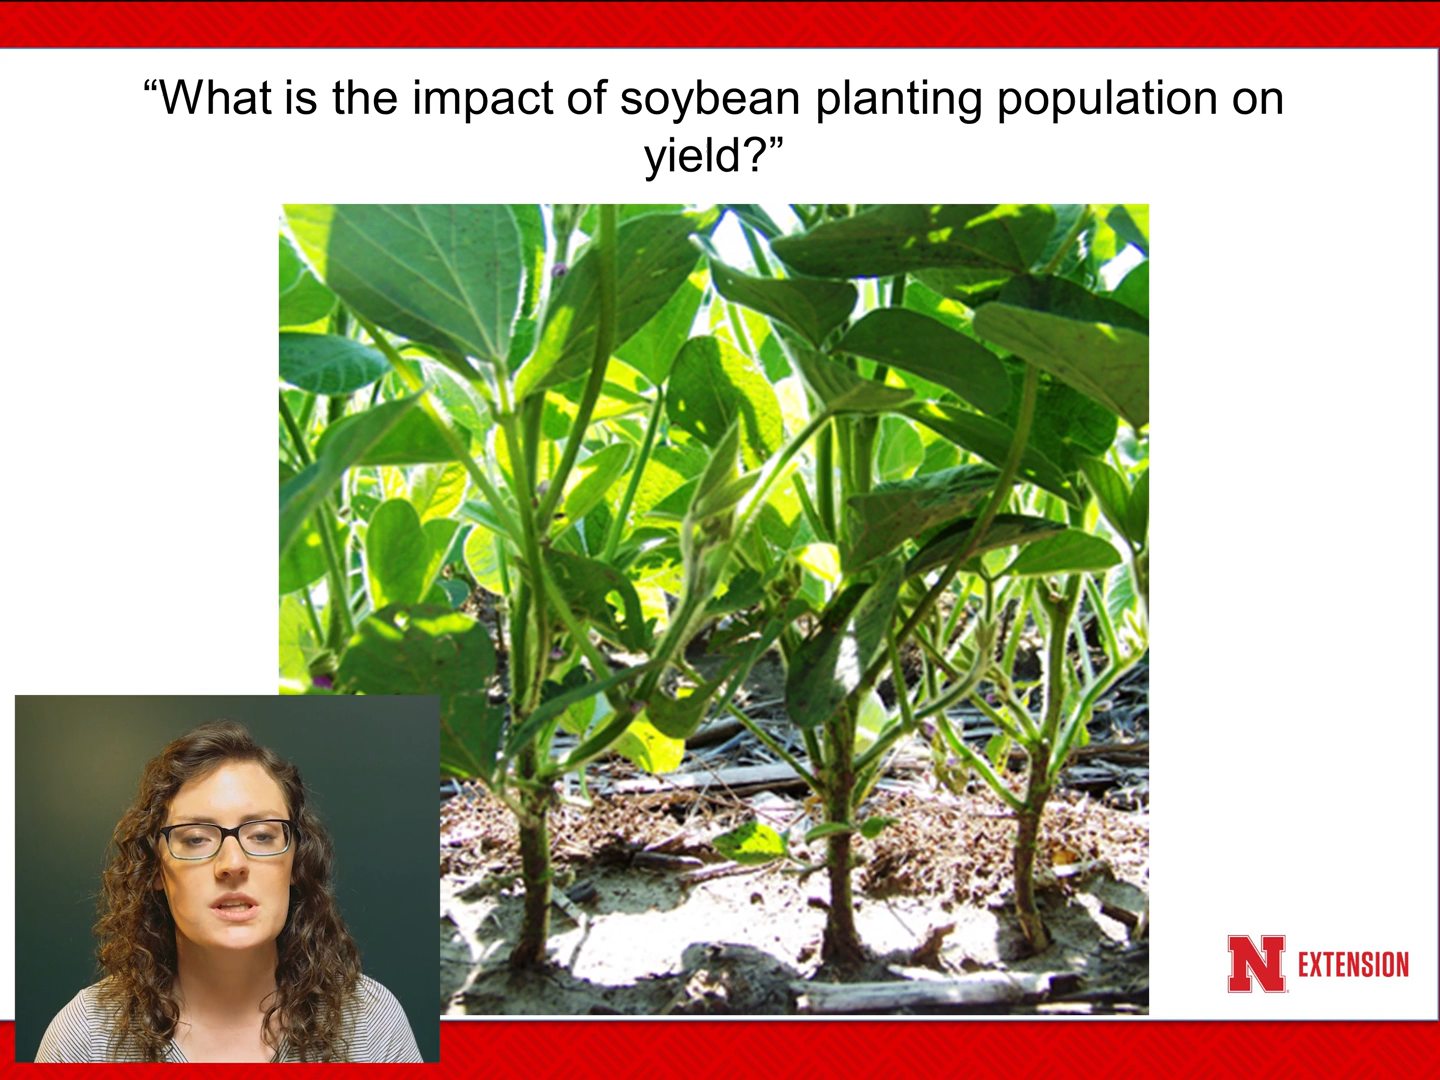 “What is the impact of soybean planting population on
yield?”
N EXTENSION